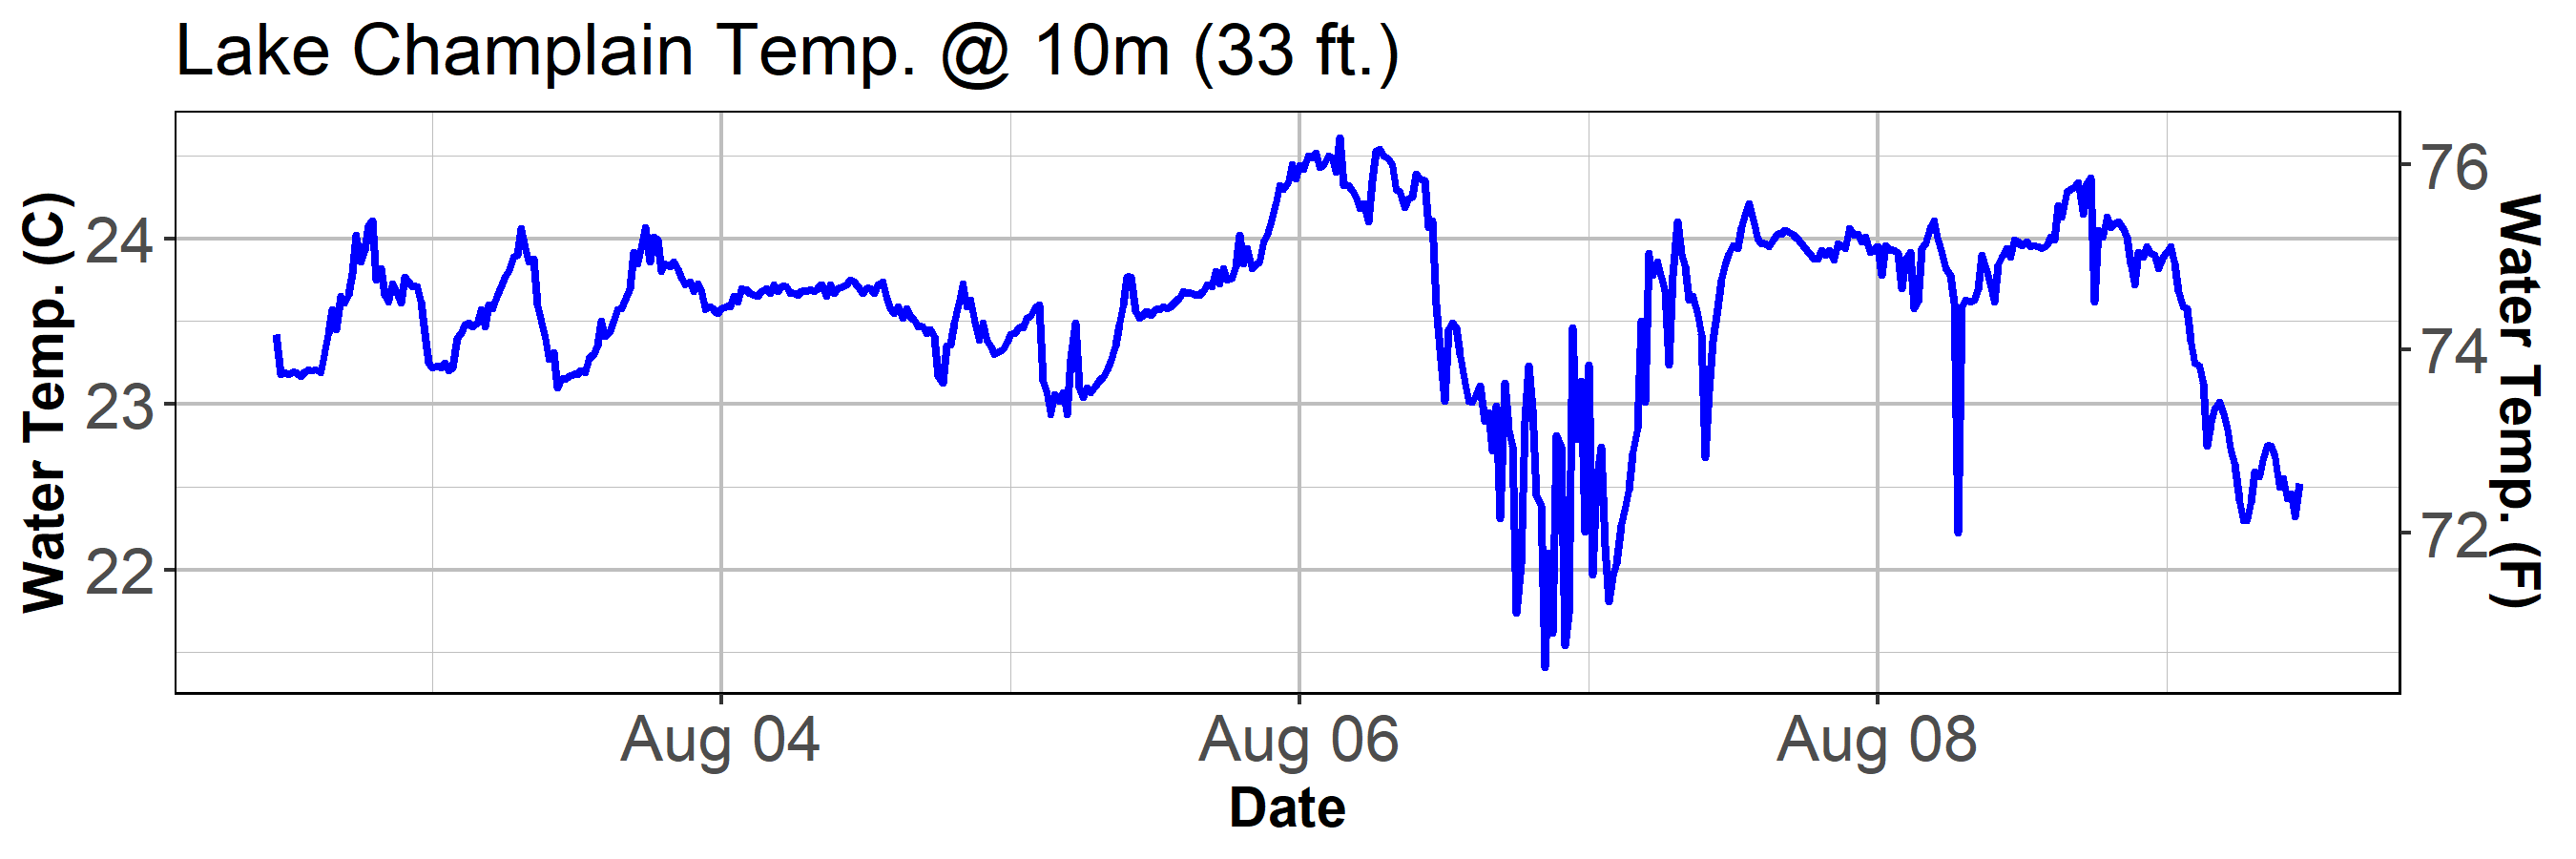 Lake Champlain Temp. @ 10m (33 ft.)
Water Temp. (C)
24
23
22
76
74
72
Water Temp. (F)
Aug 04
Aug 06
Aug 08
Date